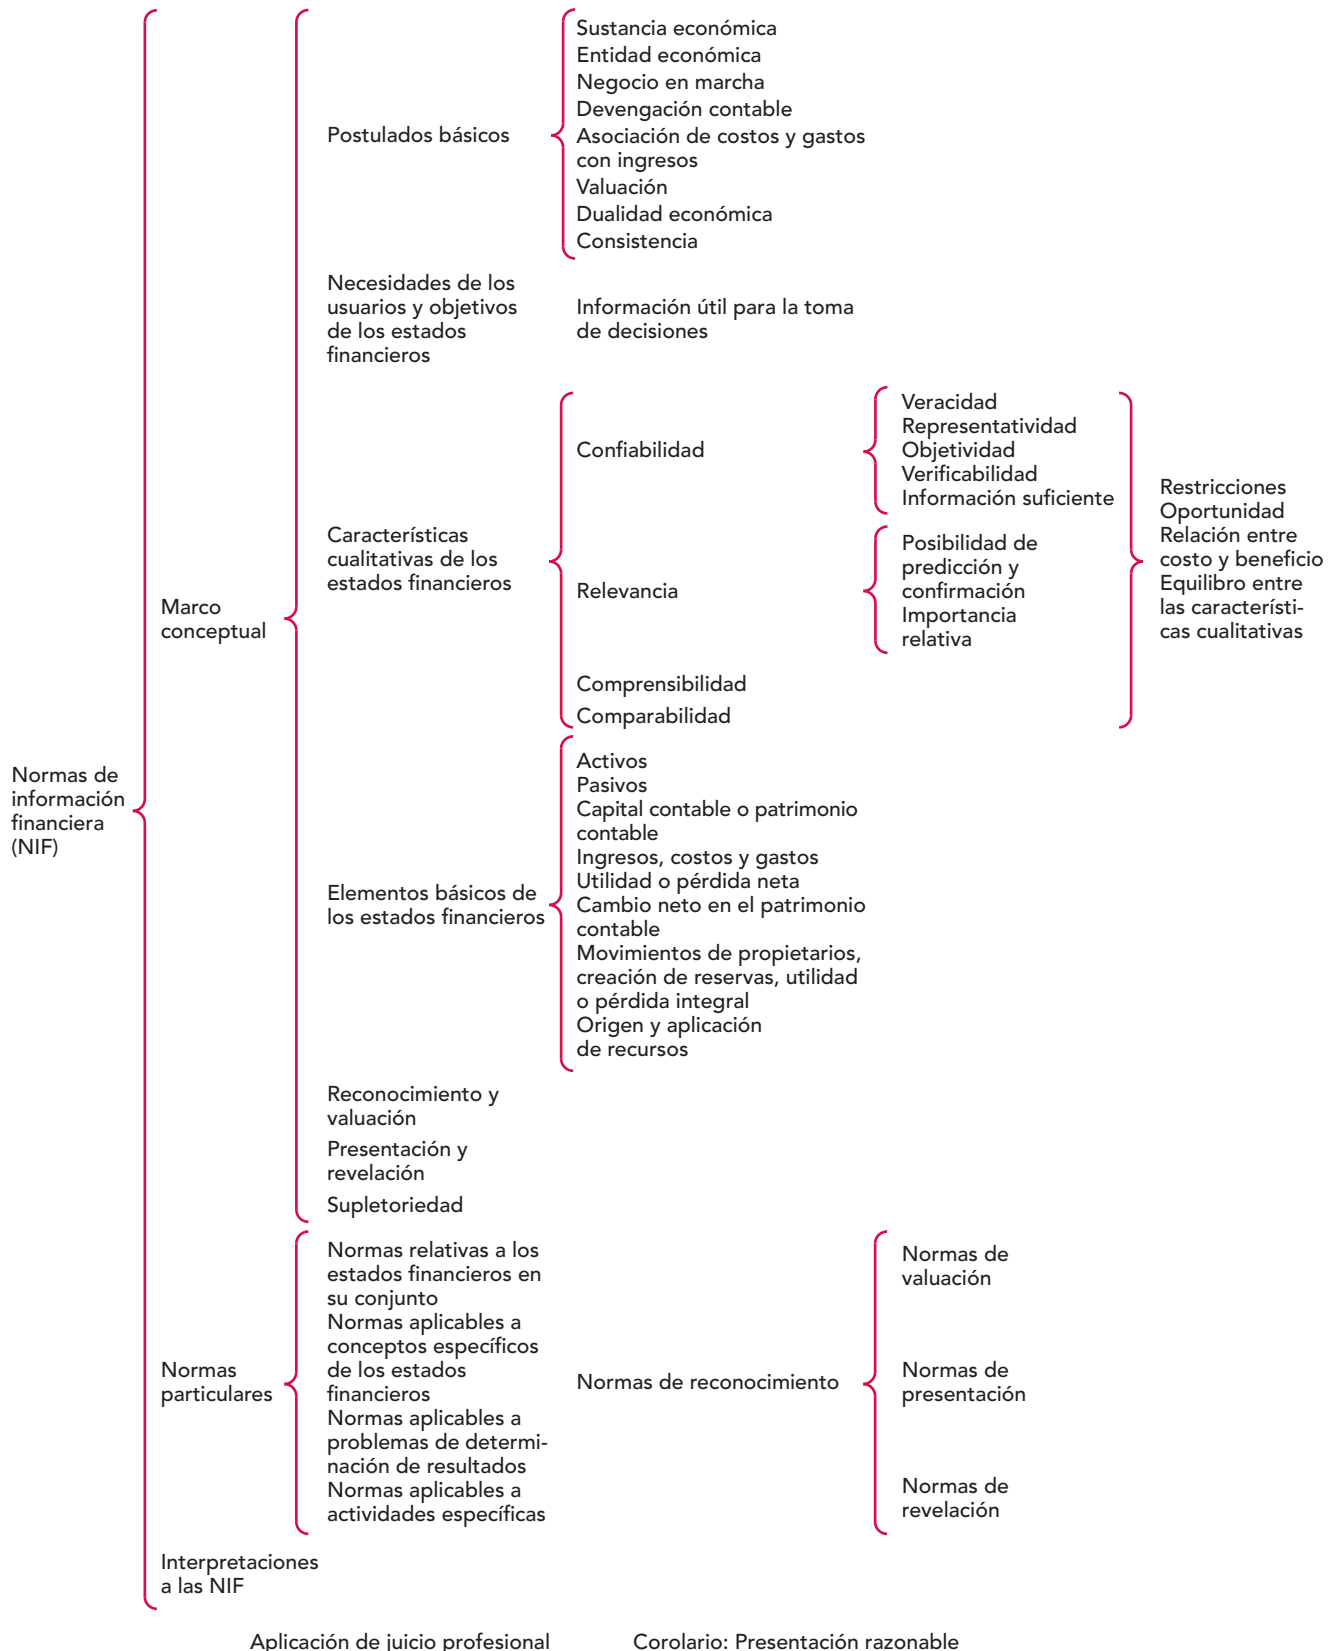 Normas de
información
financiera
(NIF)
Marco
conceptual
Postulados básicos
Sustancia económica
Entidad económica
Negocio en marcha
Devengación contable
Asociación de costos y gastos
con ingresos
Valuación
Dualidad económica
Consistencia
Necesidades de los
usuarios y objetivos
de los estados
financieros
Información útil para la toma
de decisiones
Características
cualitativas de los
estados financieros
Confiabilidad
Veracidad
Representatividad
Objetividad
Verificabilidad
Información suficiente
Relevancia
Posibilidad de
predicción y
confirmación
Importancia
relativa
Comprensibilidad
Comparabilidad
Restricciones
Oportunidad
Relación entre
costo y beneficio
Equilibro entre
las característi-
cas cualitativas
Elementos básicos de
los estados financieros
Activos
Pasivos
Capital contable o patrimonio
contable
Ingresos, costos y gastos
Utilidad o pérdida neta
Cambio neto en el patrimonio
contable
Movimientos de propietarios,
creación de reservas, utilidad
o pérdida integral
Origen y aplicación
de recursos
Reconocimiento y
valuación
Presentación y
revelación
Supletoriedad
Normas
particulares
Normas relativas a los
estados financieros en
su conjunto
Normas aplicables a
conceptos específicos
de los estados
financieros
Normas aplicables a
problemas de determi-
nación de resultados
Normas aplicables a
actividades específicas
Normas de reconocimiento
Normas de
valuación
Normas de
presentación
Normas de
revelación
Interpretaciones
a las NIF
Aplicación de juicio profesional
Corolario: Presentación razonable